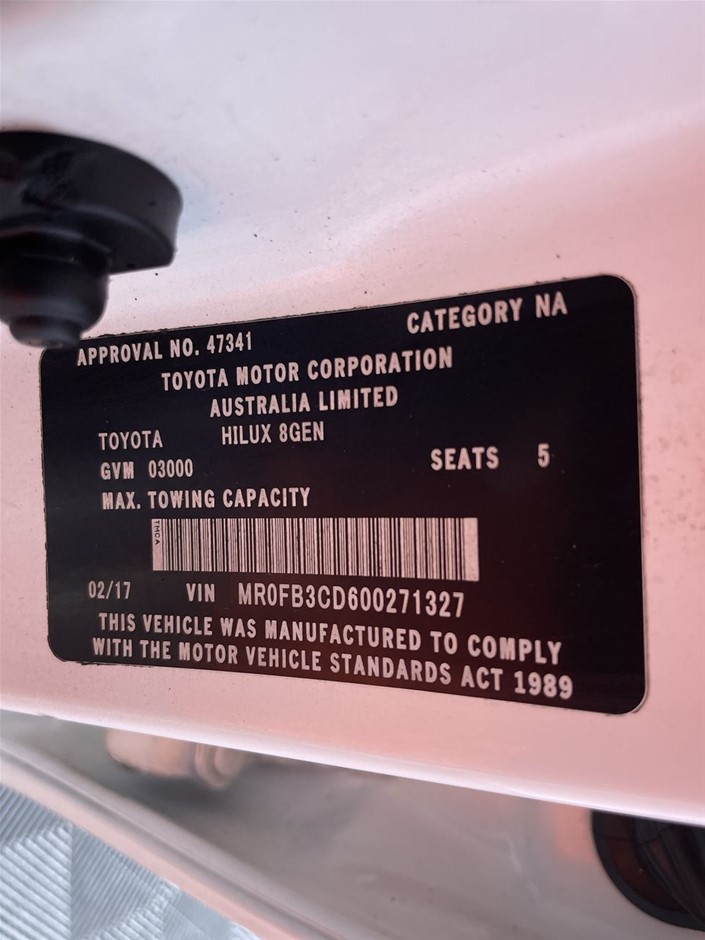 APPROVAL NO. 47341 CATEGORY NA
TOYOTA MOTOR CORPORATION
AUSTRALIA LIMITED
TOYOTA HILUX 8GEN
GVM 03000 SEATS 5
MAX. TOWING CAPACITY
TMCA
02/17 VIN MR0FB3CD600271327
THIS VEHICLE WAS MANUFACTURED TO COMPLY
WITH THE MOTOR VEHICLE STANDARDS ACT 1989